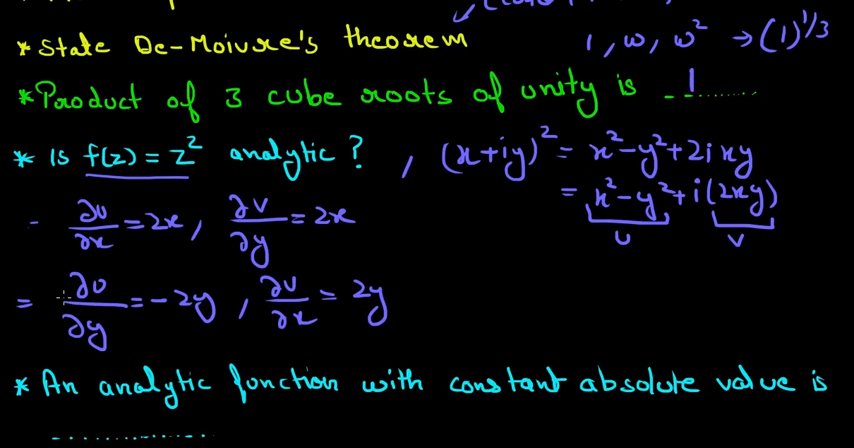 * State De-Moivre's theorem
1, ω, ω² → (1)^1/3
* Product of 3 cube roots of unity is _1_........
* Is f(z) = z² analytic? , (x+iy)² = x²-y²+2ixy
= x²-y²+i(2xy)
U V
- ∂U/∂x = 2x, ∂V/∂y = 2x
= ∂U/∂y = -2y, ∂V/∂x = 2y
* An analytic function with constant absolute value is
................